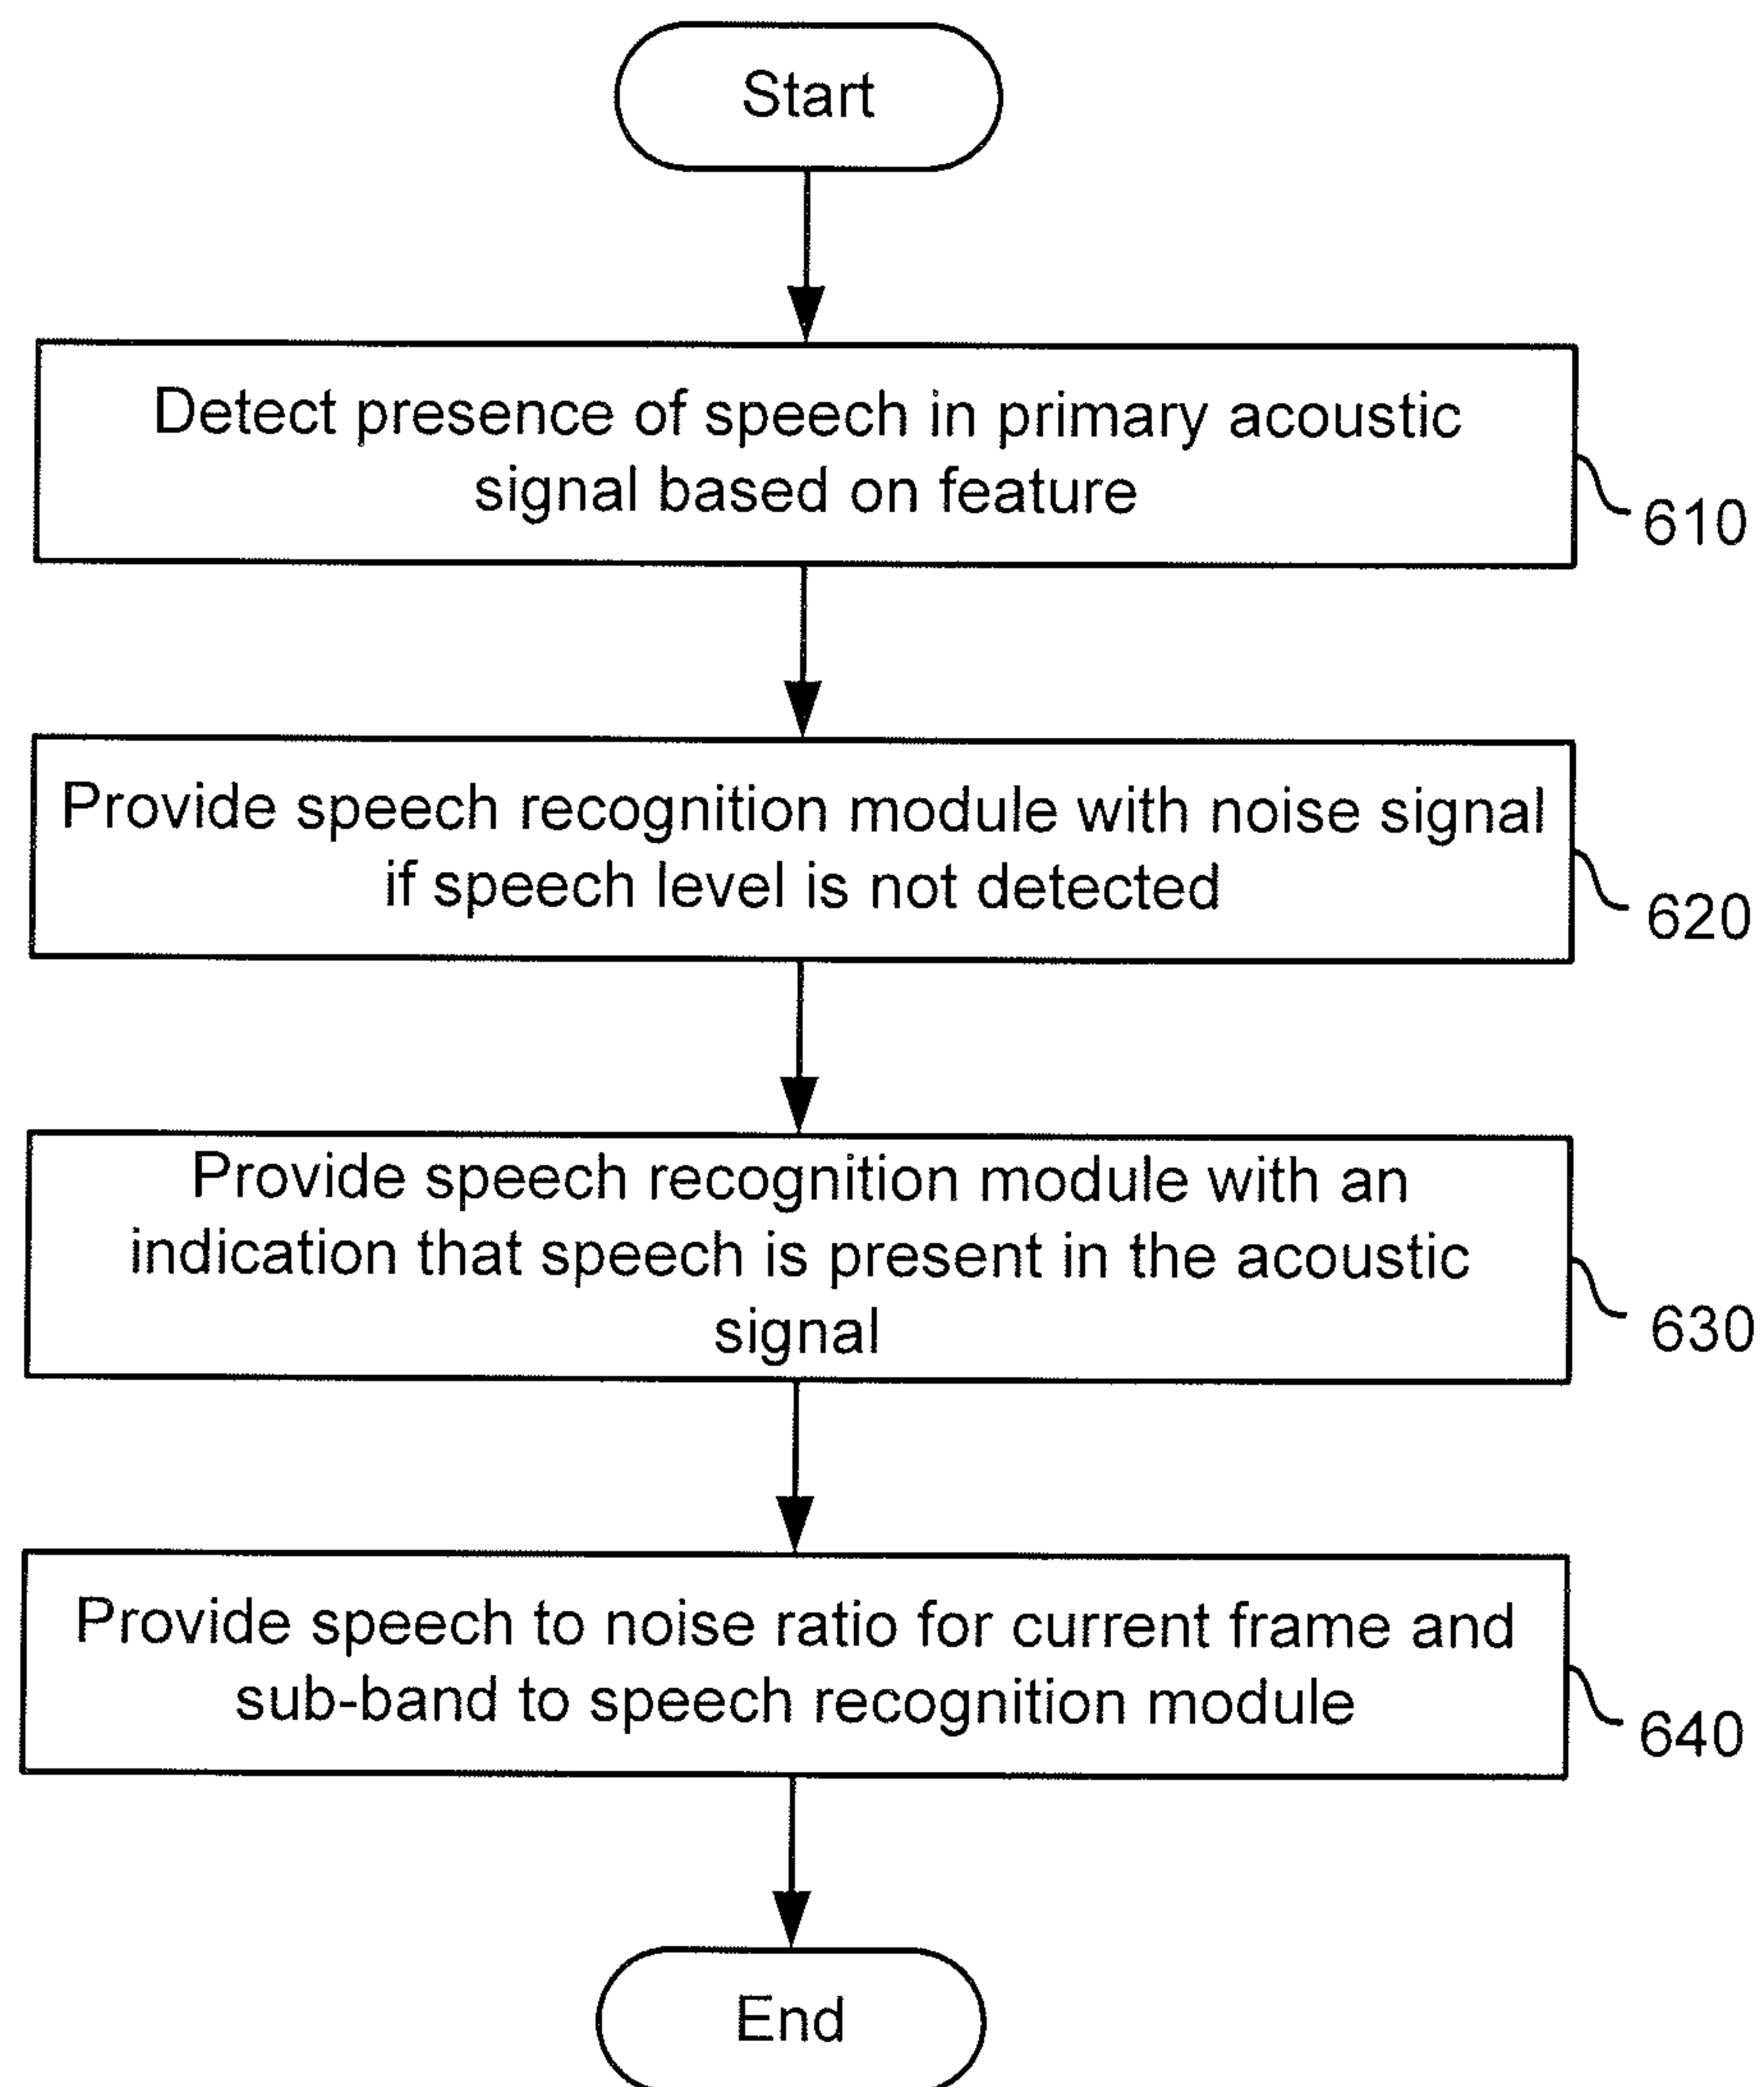 Start
Detect presence of speech in primary acoustic
signal based on feature
610
Provide speech recognition module with noise signal
if speech level is not detected
620
Provide speech recognition module with an
indication that speech is present in the acoustic
signal
630
Provide speech to noise ratio for current frame and
sub-band to speech recognition module
640
End